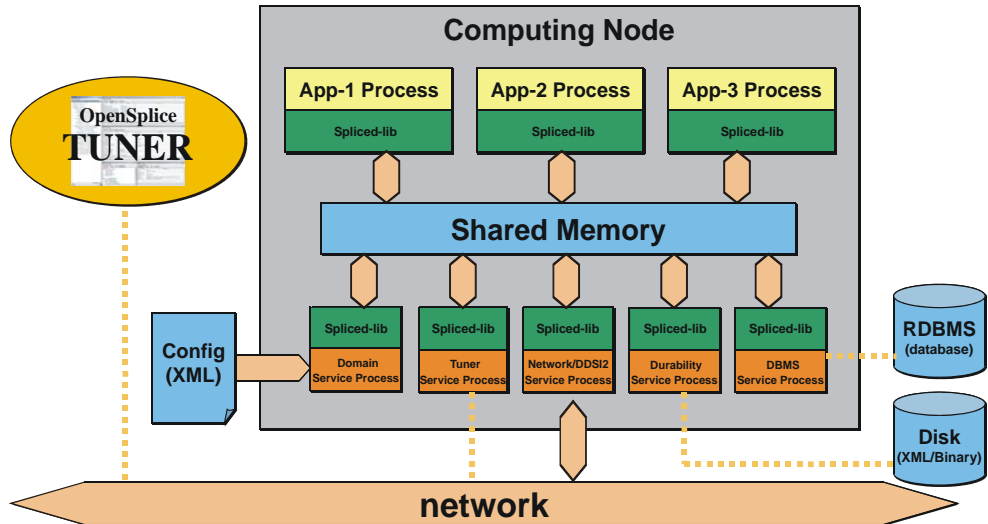 Computing Node
App-1 Process
App-2 Process
App-3 Process
Spliced-lib
Spliced-lib
Spliced-lib
OpenSplice
TUNER
Shared Memory
Spliced-lib
Spliced-lib
Spliced-lib
Spliced-lib
Spliced-lib
Domain
Service Process
Tuner
Service Process
Network/DDSI2
Service Process
Durability
Service Process
DBMS
Service Process
Config
(XML)
RDBMS
(database)
Disk
(XML/Binary)
network